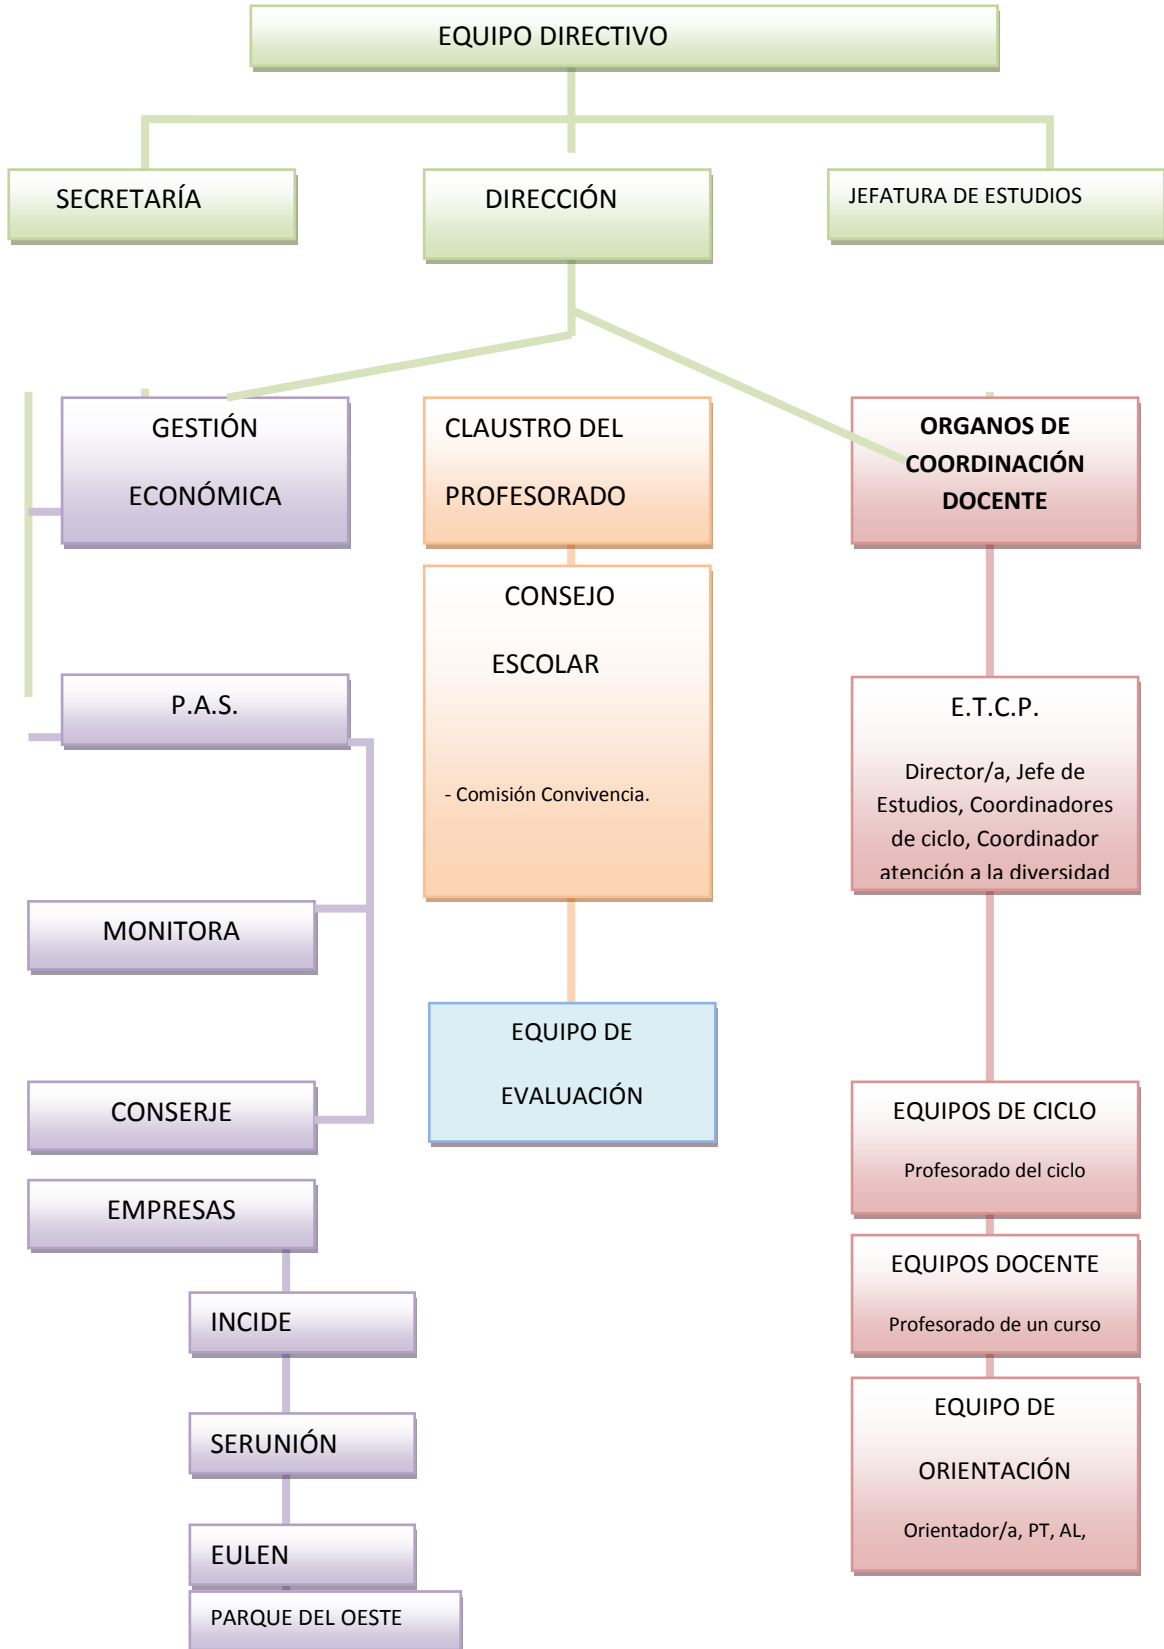 EQUIPO DIRECTIVO
SECRETARÍA
DIRECCIÓN
JEFATURA DE ESTUDIOS
GESTIÓN
ECONÓMICA
CLAUSTRO DEL
PROFESORADO
ORGANOS DE
COORDINACIÓN
DOCENTE
CONSEJO
ESCOLAR
- Comisión Convivencia.
P.A.S.
E.T.C.P.
Director/a, Jefe de
Estudios, Coordinadores
de ciclo, Coordinador
atención a la diversidad
MONITORA
EQUIPO DE
EVALUACIÓN
CONSERJE
EQUIPOS DE CICLO
Profesorado del ciclo
EMPRESAS
EQUIPOS DOCENTE
Profesorado de un curso
INCIDE
SERUNIÓN
EQUIPO DE
ORIENTACIÓN
Orientador/a, PT, AL,
EULEN
PARQUE DEL OESTE